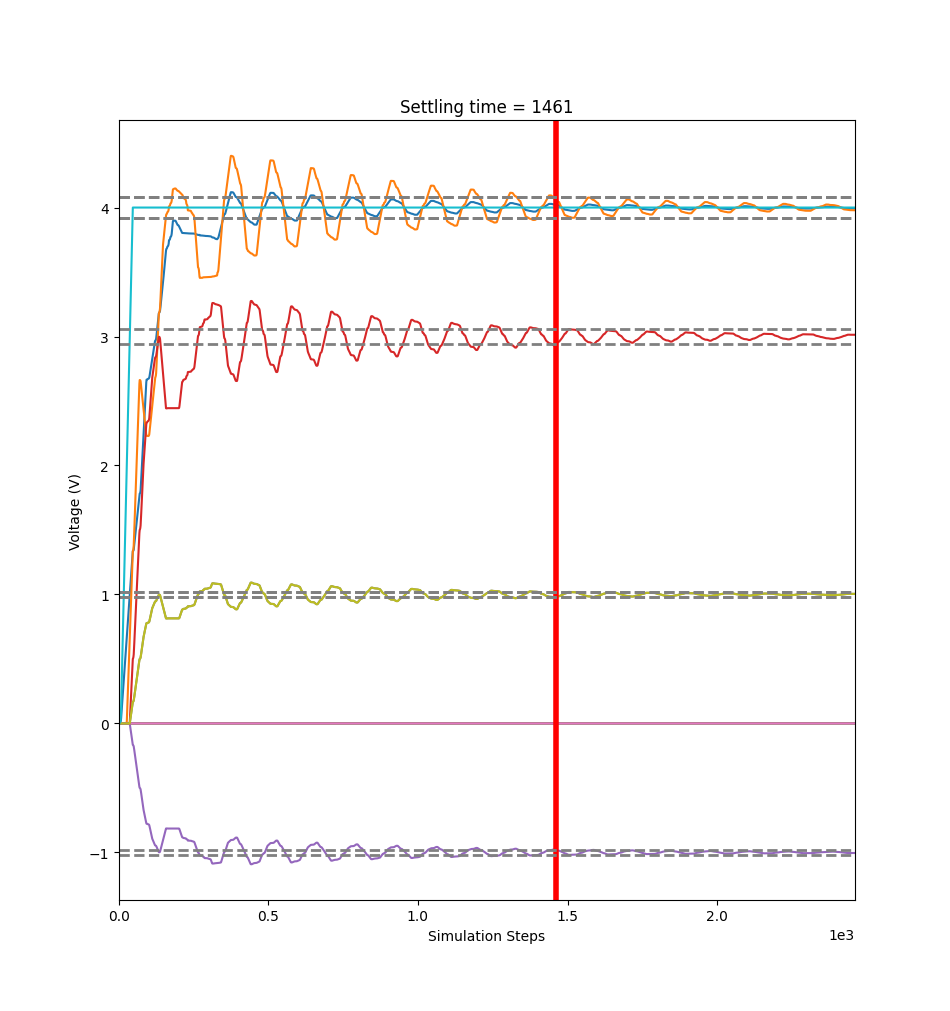 Settling time = 1461
Voltage (V)
4
3
2
1
0
−1
0.0
0.5
1.0
1.5
2.0
Simulation Steps
1e3